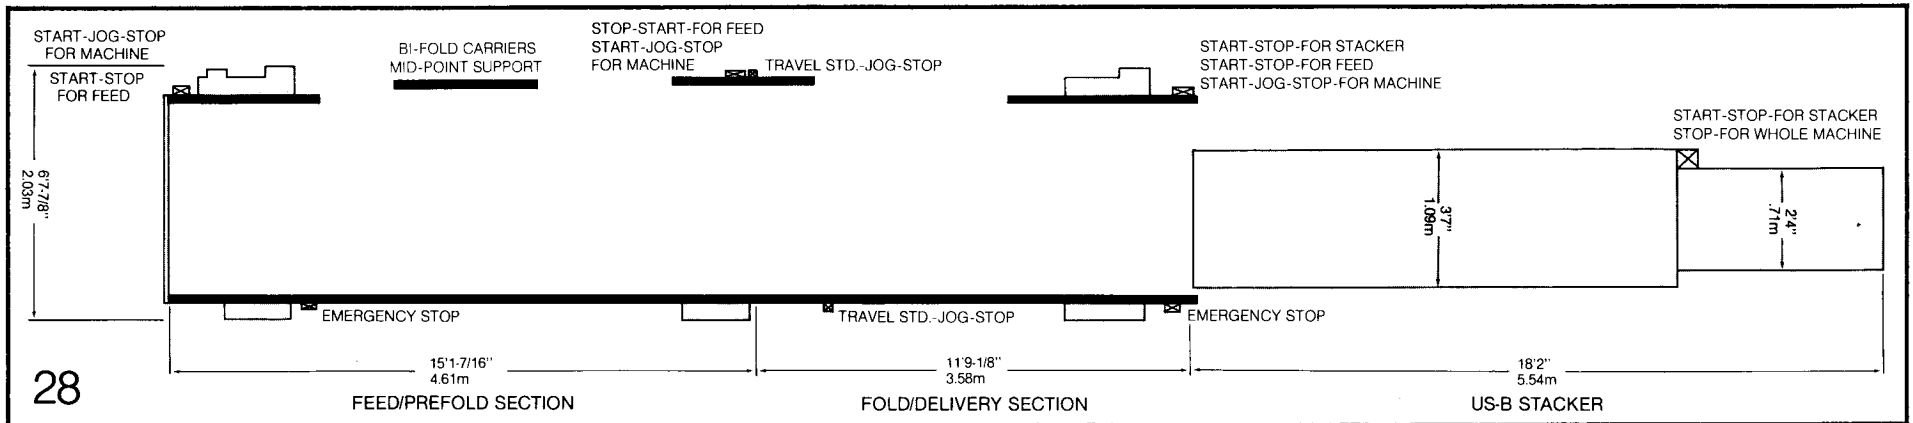 START-JOG-STOP
FOR MACHINE
START-STOP
FOR FEED
BI-FOLD CARRIERS
MID-POINT SUPPORT
STOP-START-FOR FEED
START-JOG-STOP
FOR MACHINE
TRAVEL STD.-JOG-STOP
START-STOP-FOR STACKER
START-STOP-FOR FEED
START-JOG-STOP-FOR MACHINE
START-STOP-FOR STACKER
STOP-FOR WHOLE MACHINE
6'7-7/8"
2.03m
3'7"
1.09m
2'4"
.71m
EMERGENCY STOP
TRAVEL STD.-JOG-STOP
EMERGENCY STOP
15'1-7/16"
4.61m
11'9-1/8"
3.58m
18'2"
5.54m
28
FEED/PREFOLD SECTION
FOLD/DELIVERY SECTION
US-B STACKER